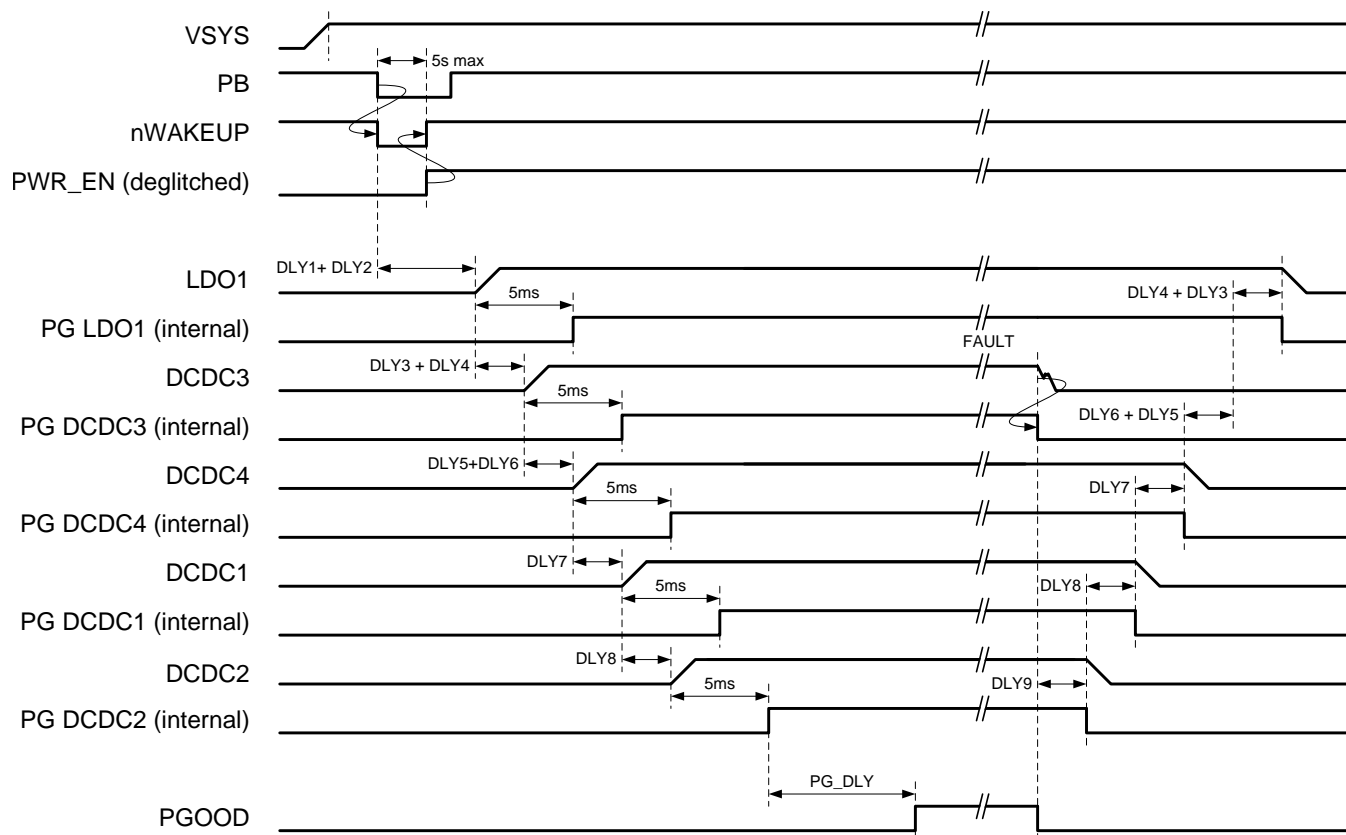 VSYS
5s max
PB
nWAKEUP
PWR_EN (deglitched)
DLY1+ DLY2
LDO1
5ms
DLY4 + DLY3
PG LDO1 (internal)
FAULT
DLY3 + DLY4
DCDC3
5ms
DLY6 + DLY5
PG DCDC3 (internal)
DLY5+DLY6
DCDC4
5ms
DLY7
PG DCDC4 (internal)
DLY7
DCDC1
5ms
DLY8
PG DCDC1 (internal)
DLY8
DCDC2
5ms
DLY9
PG DCDC2 (internal)
PG_DLY
PGOOD